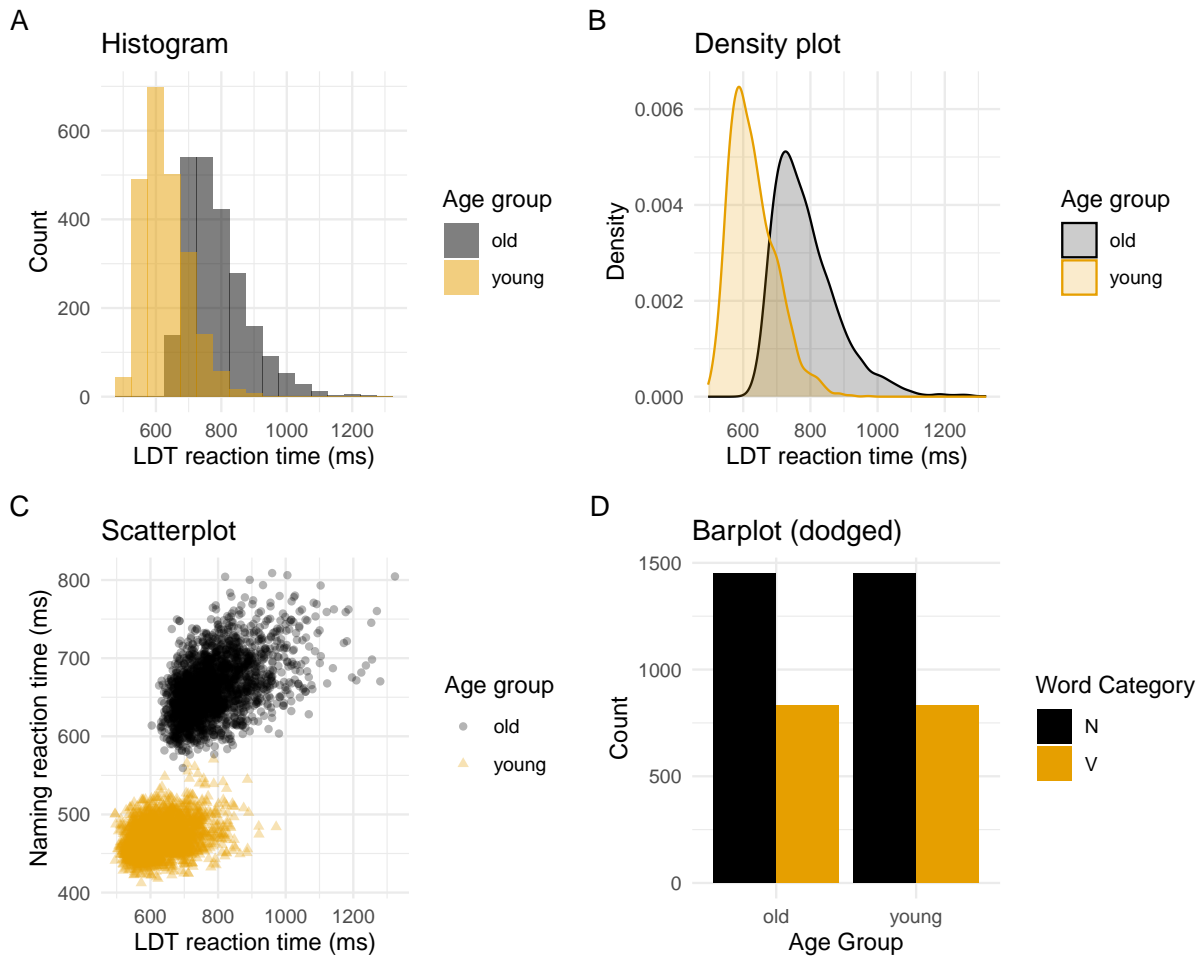 A
Histogram
600
400
200
0
Count
600 800 1000 1200
LDT reaction time (ms)
Age group
old
young
B
Density plot
0.006
0.004
0.002
0.000
Density
600 800 1000 1200
LDT reaction time (ms)
Age group
old
young
C
Scatterplot
800
700
600
500
400
Naming reaction time (ms)
600 800 1000 1200
LDT reaction time (ms)
Age group
old
young
D
Barplot (dodged)
1500
1000
500
0
Count
old young
Age Group
Word Category
N
V